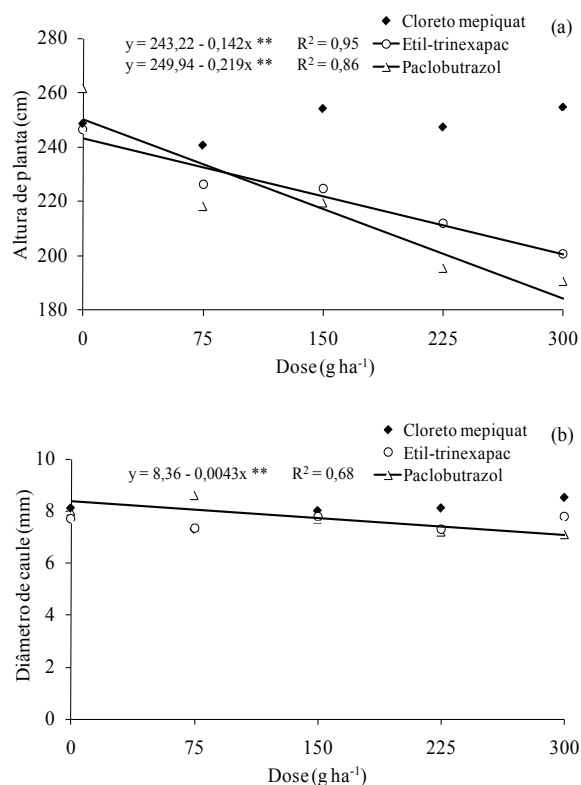 Cloreto mepiquat (a)
y = 243,22 - 0,142x ** R² = 0,95 Etil-trinexapac
y = 249,94 - 0,219x ** R² = 0,86 Paclobutrazol
280
260
240
220
200
180
Altura de planta (cm)
0 75 150 225 300
Dose (g ha⁻¹)
Cloreto mepiquat (b)
Etil-trinexapac
y = 8,36 - 0,0043x ** R² = 0,68 Paclobutrazol
10
8
6
4
2
0
Diâmetro de caule (mm)
0 75 150 225 300
Dose (g ha⁻¹)